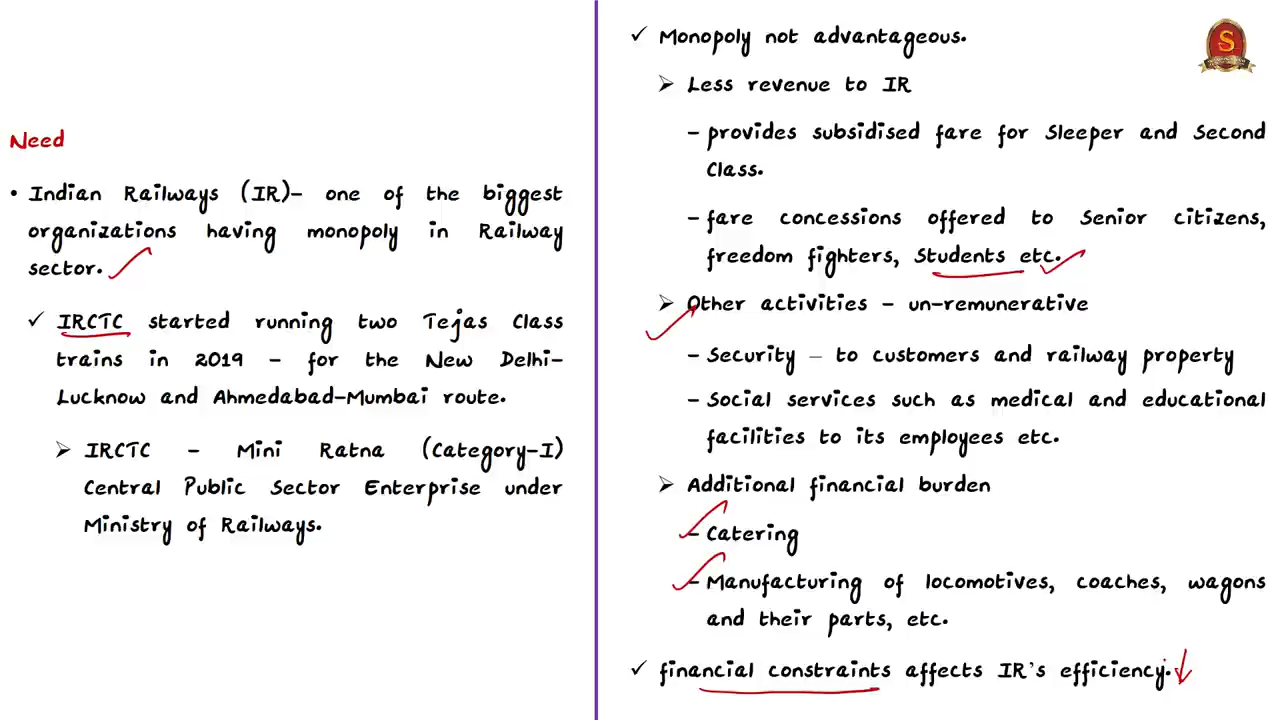 Need
• Indian Railways (IR)- one of the biggest
organizations having monopoly in Railway
sector.
✓ IRCTC started running two Tejas Class
trains in 2019 - for the New Delhi-
Lucknow and Ahmedabad-Mumbai route.
➢ IRCTC - Mini Ratna (Category-I)
Central Public Sector Enterprise under
Ministry of Railways.
✓ Monopoly not advantageous.
➢ Less revenue to IR
- provides subsidised fare for Sleeper and Second
Class.
- fare concessions offered to Senior citizens,
freedom fighters, Students etc.
➢ Other activities - un-remunerative
- Security – to customers and railway property
- Social services such as medical and educational
facilities to its employees etc.
➢ Additional financial burden
- Catering
- Manufacturing of locomotives, coaches, wagons
and their parts, etc.
✓ financial constraints affects IR's efficiency.
S